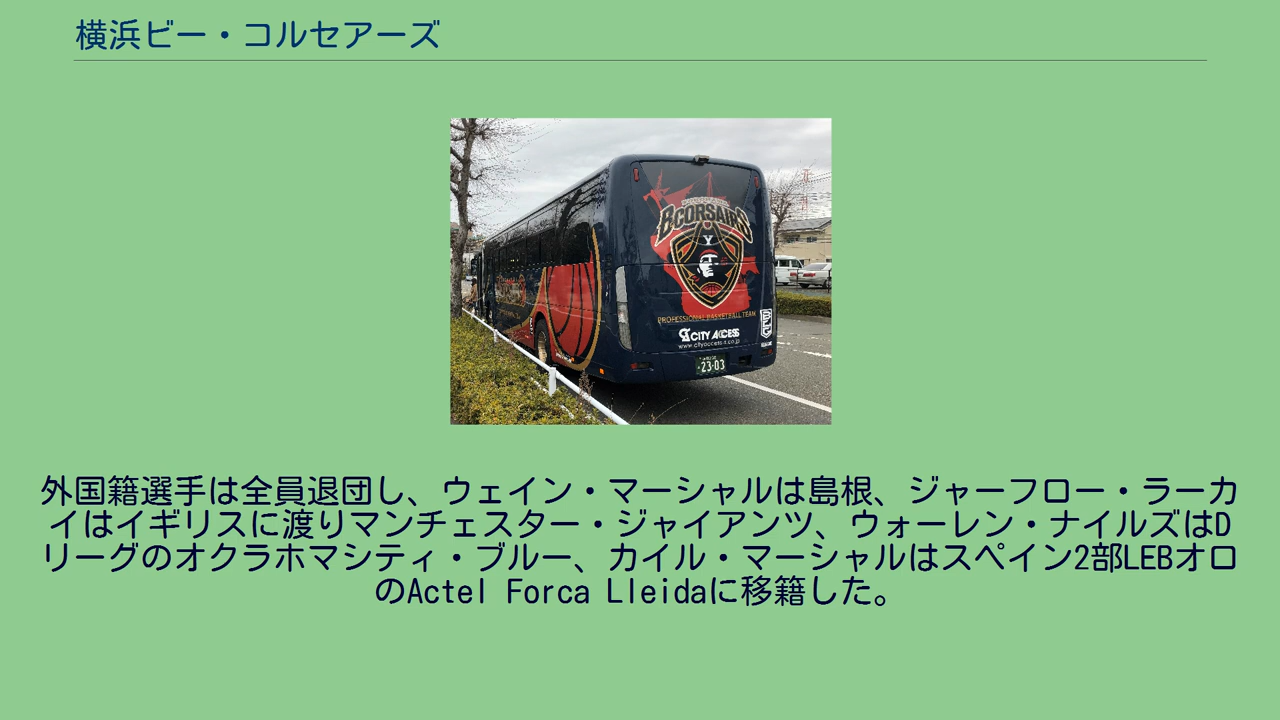 横浜ビー・コルセアーズ
BCORSAIRS
Y
PROFESSIONAL BASKETBALL TEAM
CITY ACCESS
www.cityaccess.co.jp
23-03
外国籍選手は全員退団し、ウェイン・マーシャルは島根、ジャーフロー・ラーカ
イはイギリスに渡りマンチェスター・ジャイアンツ、ウォーレン・ナイルズはD
リーグのオクラホマシティ・ブルー、カイル・マーシャルはスペイン2部LEBオロ
のActel Forca Lleidaに移籍した。